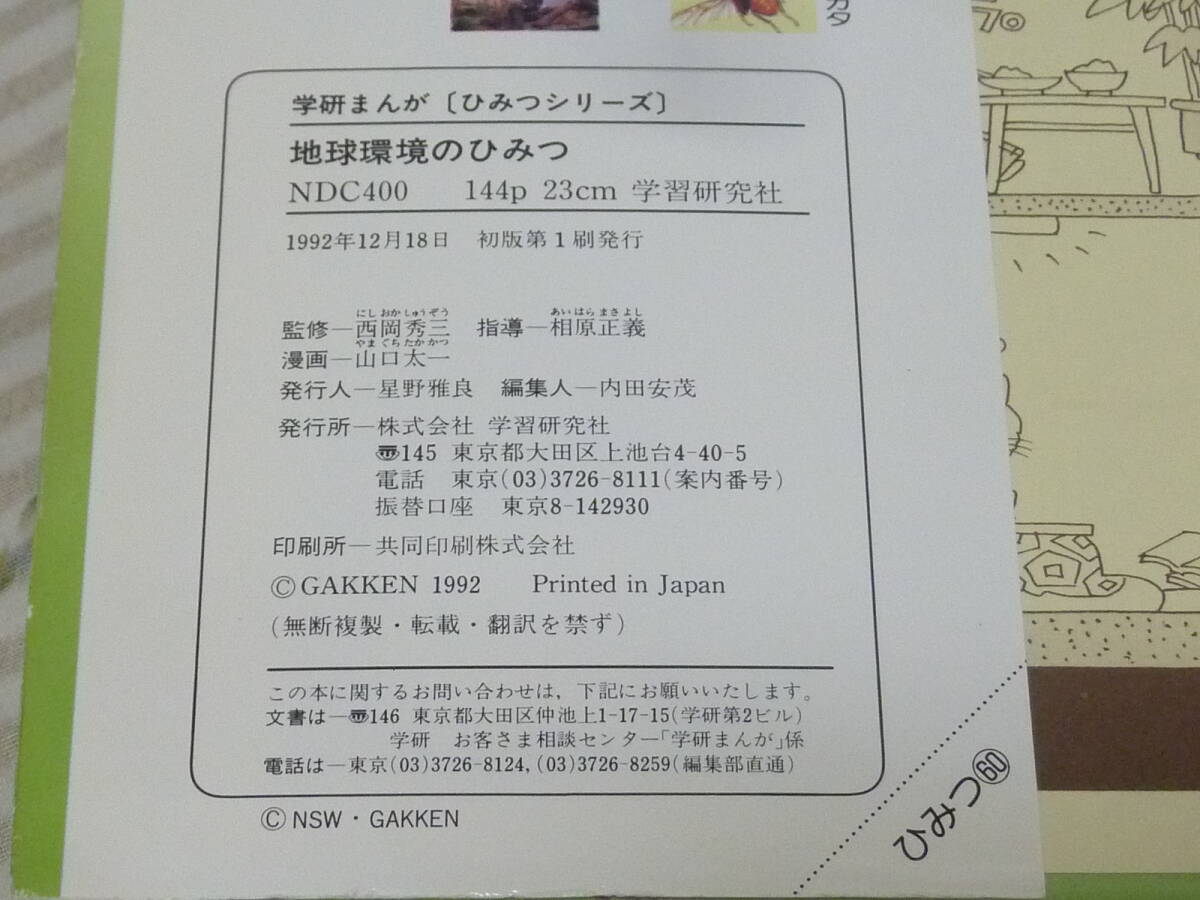 カタ
学研まんが〔ひみつシリーズ〕
地球環境のひみつ
NDC400 144p 23cm 学習研究社
1992年12月18日 初版第1刷発行
にしおかしゅうぞう あいはらまさよし
監修―西岡秀三 指導―相原正義
やまぐちたかかつ
漫画―山口太一
発行人―星野雅良 編集人―内田安茂
発行所―株式会社 学習研究社
〠145 東京都大田区上池台4-40-5
電話 東京(03)3726-8111(案内番号)
振替口座 東京8-142930
印刷所―共同印刷株式会社
©GAKKEN 1992 Printed in Japan
(無断複製・転載・翻訳を禁ず)
この本に関するお問い合わせは、下記にお願いいたします。
文書は―〠146 東京都大田区仲池上1-17-15(学研第2ビル)
学研 お客さま相談センター「学研まんが」係
電話は―東京(03)3726-8124,(03)3726-8259(編集部直通)
© NSW・GAKKEN
ひみつ㊿